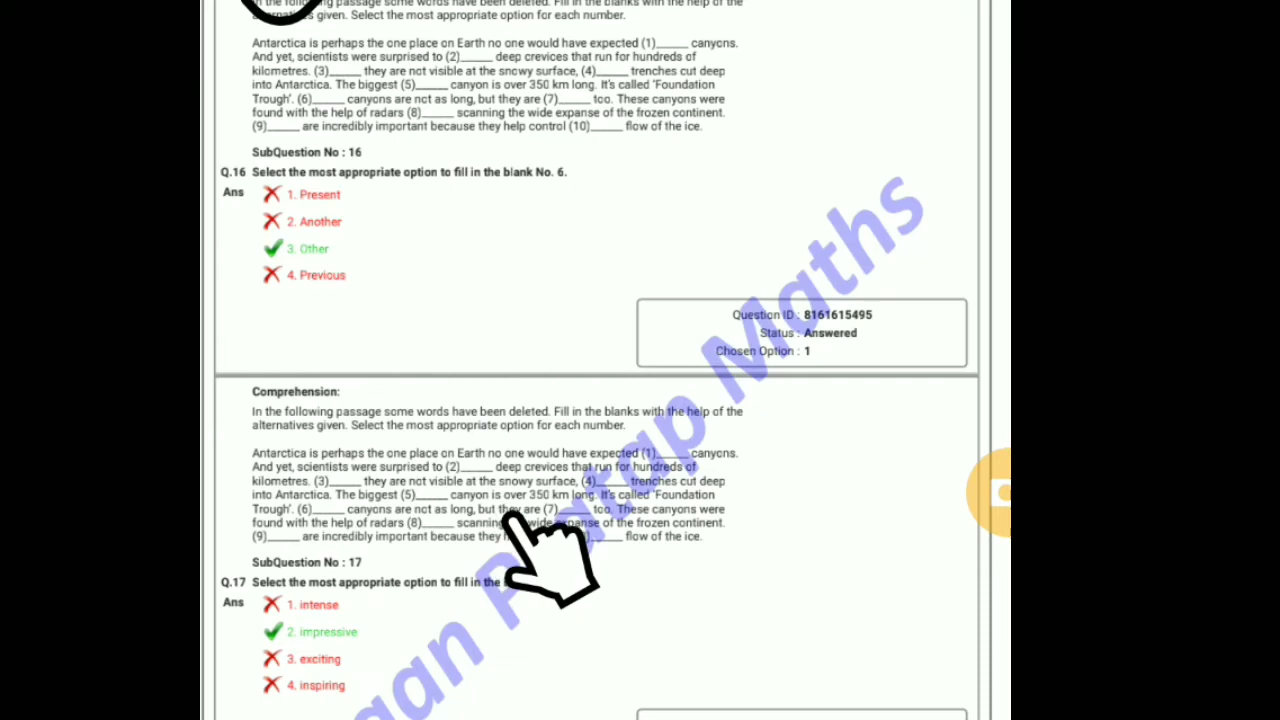 In the following passage some words have been deleted. Fill in the blanks with the help of the
alternatives given. Select the most appropriate option for each number.
Antarctica is perhaps the one place on Earth no one would have expected (1)_____ canyons.
And yet, scientists were surprised to (2)_____ deep crevices that run for hundreds of
kilometres. (3)_____ they are not visible at the snowy surface, (4)_____ trenches cut deep
into Antarctica. The biggest (5)_____ canyon is over 350 km long. It's called 'Foundation
Trough'. (6)_____ canyons are not as long, but they are (7)_____ too. These canyons were
found with the help of radars (8)_____ scanning the wide expanse of the frozen continent.
(9)_____ are incredibly important because they help control (10)_____ flow of the ice.
SubQuestion No : 16
Q.16 Select the most appropriate option to fill in the blank No. 6.
Ans 1. Present
2. Another
3. Other
4. Previous
Question ID : 8161615495
Status : Answered
Chosen Option : 1
Comprehension:
In the following passage some words have been deleted. Fill in the blanks with the help of the
alternatives given. Select the most appropriate option for each number.
Antarctica is perhaps the one place on Earth no one would have expected (1)_____ canyons.
And yet, scientists were surprised to (2)_____ deep crevices that run for hundreds of
kilometres. (3)_____ they are not visible at the snowy surface, (4)_____ trenches cut deep
into Antarctica. The biggest (5)_____ canyon is over 350 km long. It's called 'Foundation
Trough'. (6)_____ canyons are not as long, but they are (7)_____ too. These canyons were
found with the help of radars (8)_____ scanning wide expanse of the frozen continent.
(9)_____ are incredibly important because they _____ flow of the ice.
SubQuestion No : 17
Q.17 Select the most appropriate option to fill in the
Ans 1. intense
2. impressive
3. exciting
4. inspiring
Maths